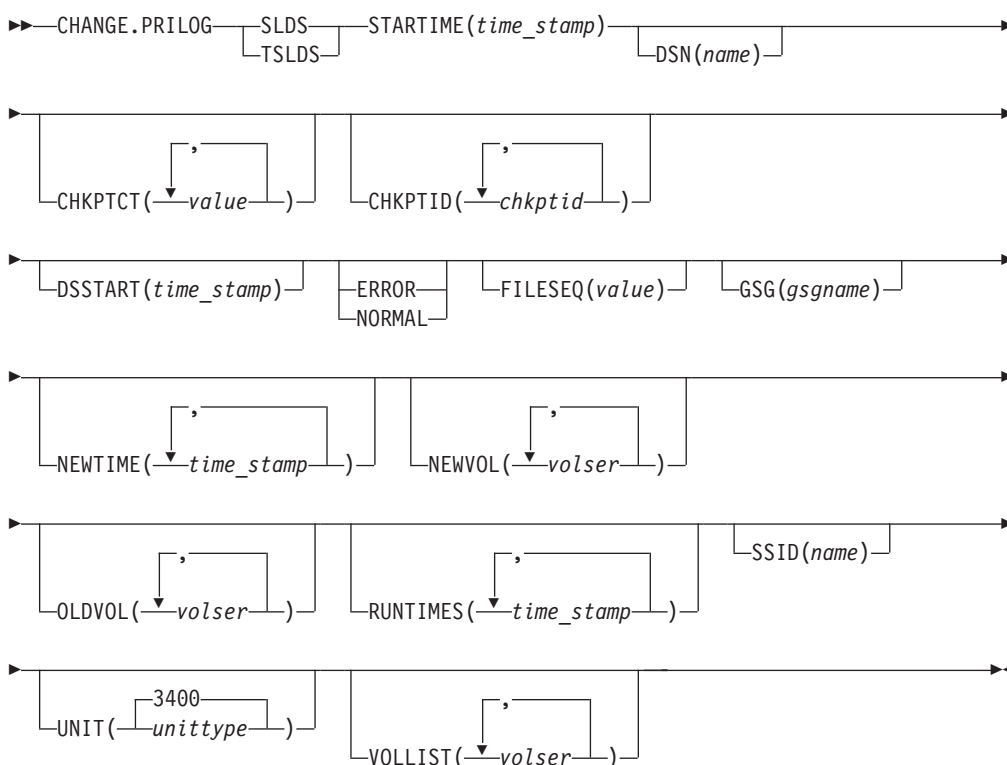 CHANGE.PRILOG SLDS STARTIME(time_stamp)
TSLDS DSN(name)
, ,
CHKPTCT( value ) CHKPTID( chkptid )
DSSTART(time_stamp) ERROR FILESEQ(value) GSG(gsgname)
NORMAL
, ,
NEWTIME( time_stamp ) NEWVOL( volser )
, , SSID(name)
OLDVOL( volser ) RUNTIMES( time_stamp )
3400 ,
UNIT( unittype ) VOLLIST( volser )